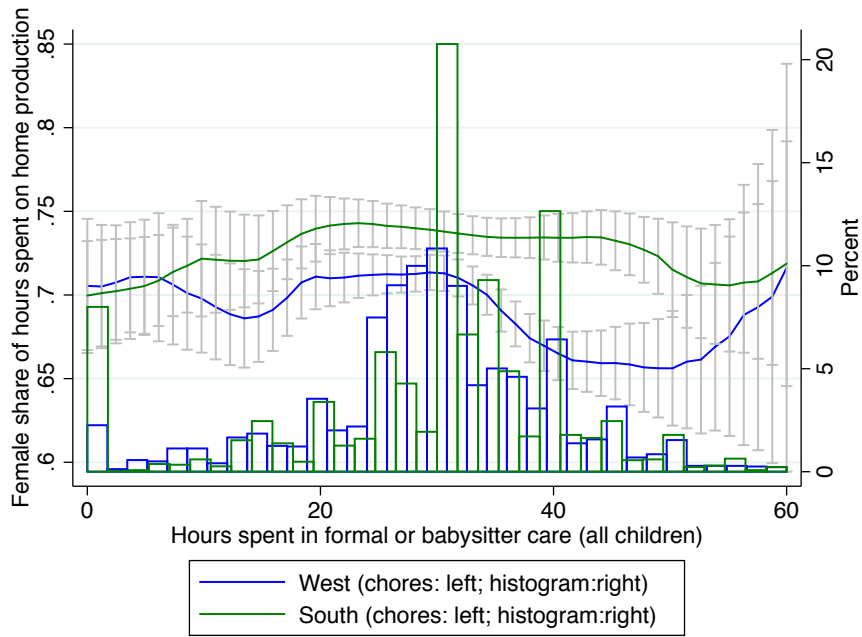 Female share of hours spent on home production
.85
.8
.75
.7
.65
.6
20
15
10
5
0
Percent
0 20 40 60
Hours spent in formal or babysitter care (all children)
West (chores: left; histogram:right)
South (chores: left; histogram:right)